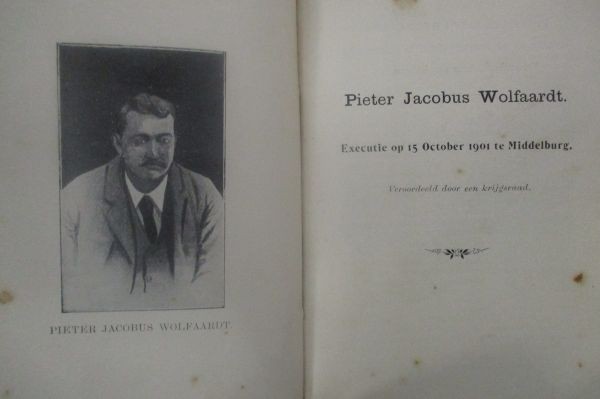 PIETER JACOBUS WOLFAARDT.
Pieter Jacobus Wolfaardt.
Executie op 15 October 1901 te Middelburg.
Veroordeeld door een krijgsraad.